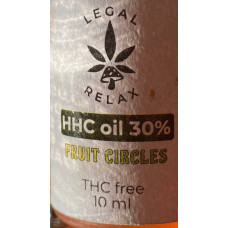 LEGAL
RELAX
HHC oil 30%
FRUIT CIRCLES
THC free
10 ml